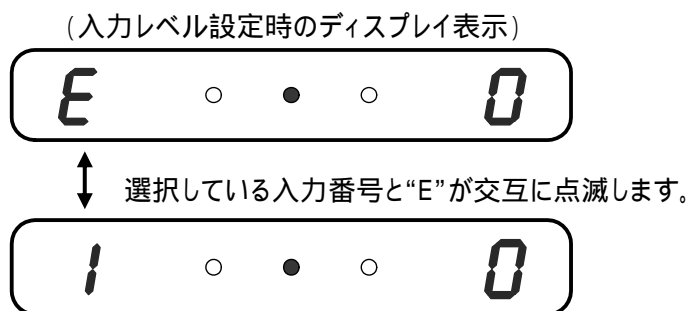 (入力レベル設定時のディスプレイ表示)
E ○ ● ○ 0
選択している入力番号と“E”が交互に点滅します。
1 ○ ● ○ 0